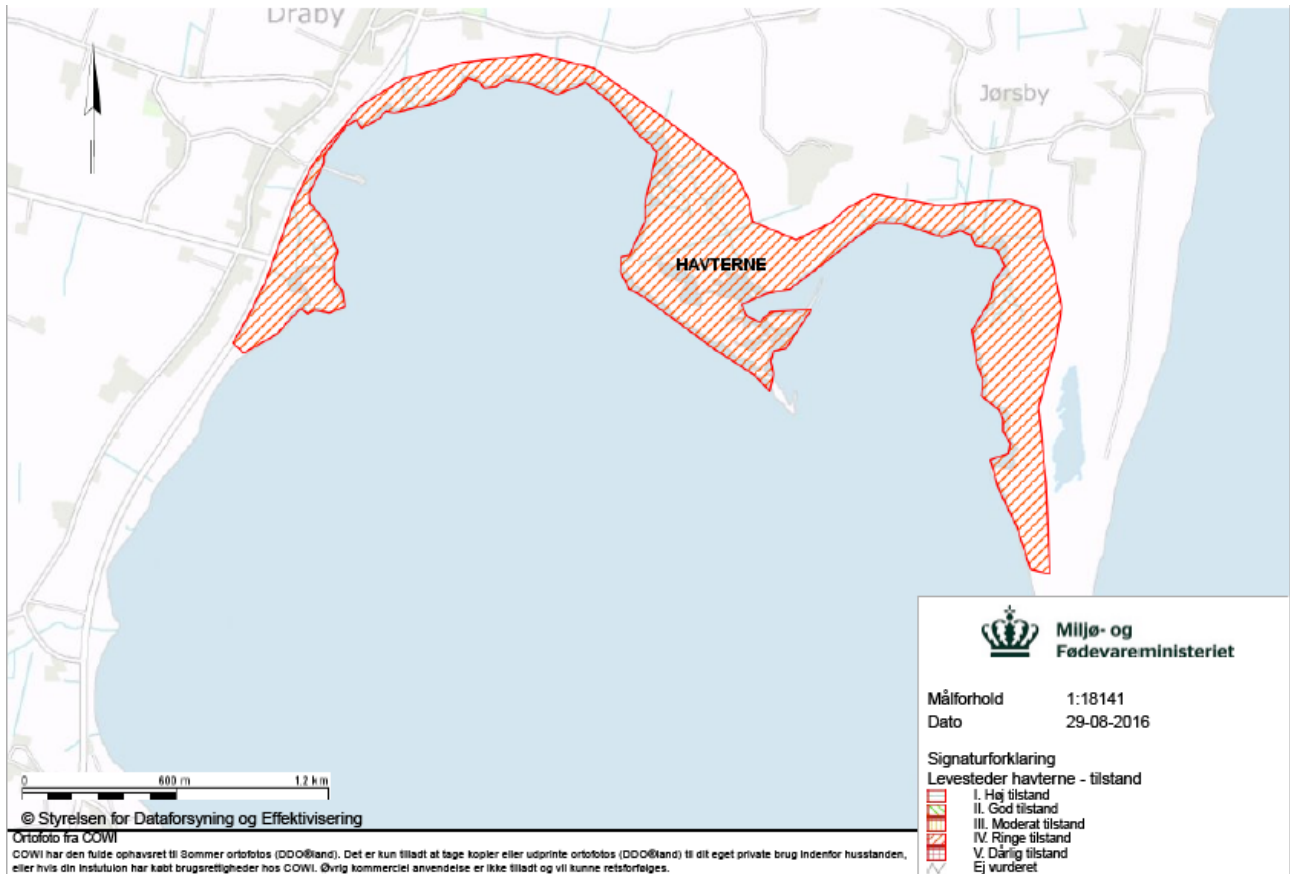 Draby
Jørsby
HAVTERNE
Miljø- og
Fødevareministeriet
Målforhold 1:18141
Dato 29-08-2016
Signaturforklaring
Levesteder havterne - tilstand
I. Høj tilstand
II. God tilstand
III. Moderat tilstand
IV. Ringe tilstand
V. Dårlig tilstand
Ej vurderet
0 600 m 1.2 km
© Styrelsen for Dataforsyning og Effektivisering
Ortofoto fra COWI
COWI har den fulde ophavsret til Sommer ortofotos (DDO®land). Det er kun tilladt at tage kopier eller udprinte ortofotos (DDO®land) til dit eget private brug indenfor husstanden,
eller hvis din instutuion har købt brugsrettigheder hos COWI. Øvrig kommerciel anvendelse er ikke tilladt og vil kunne retsforfølges.